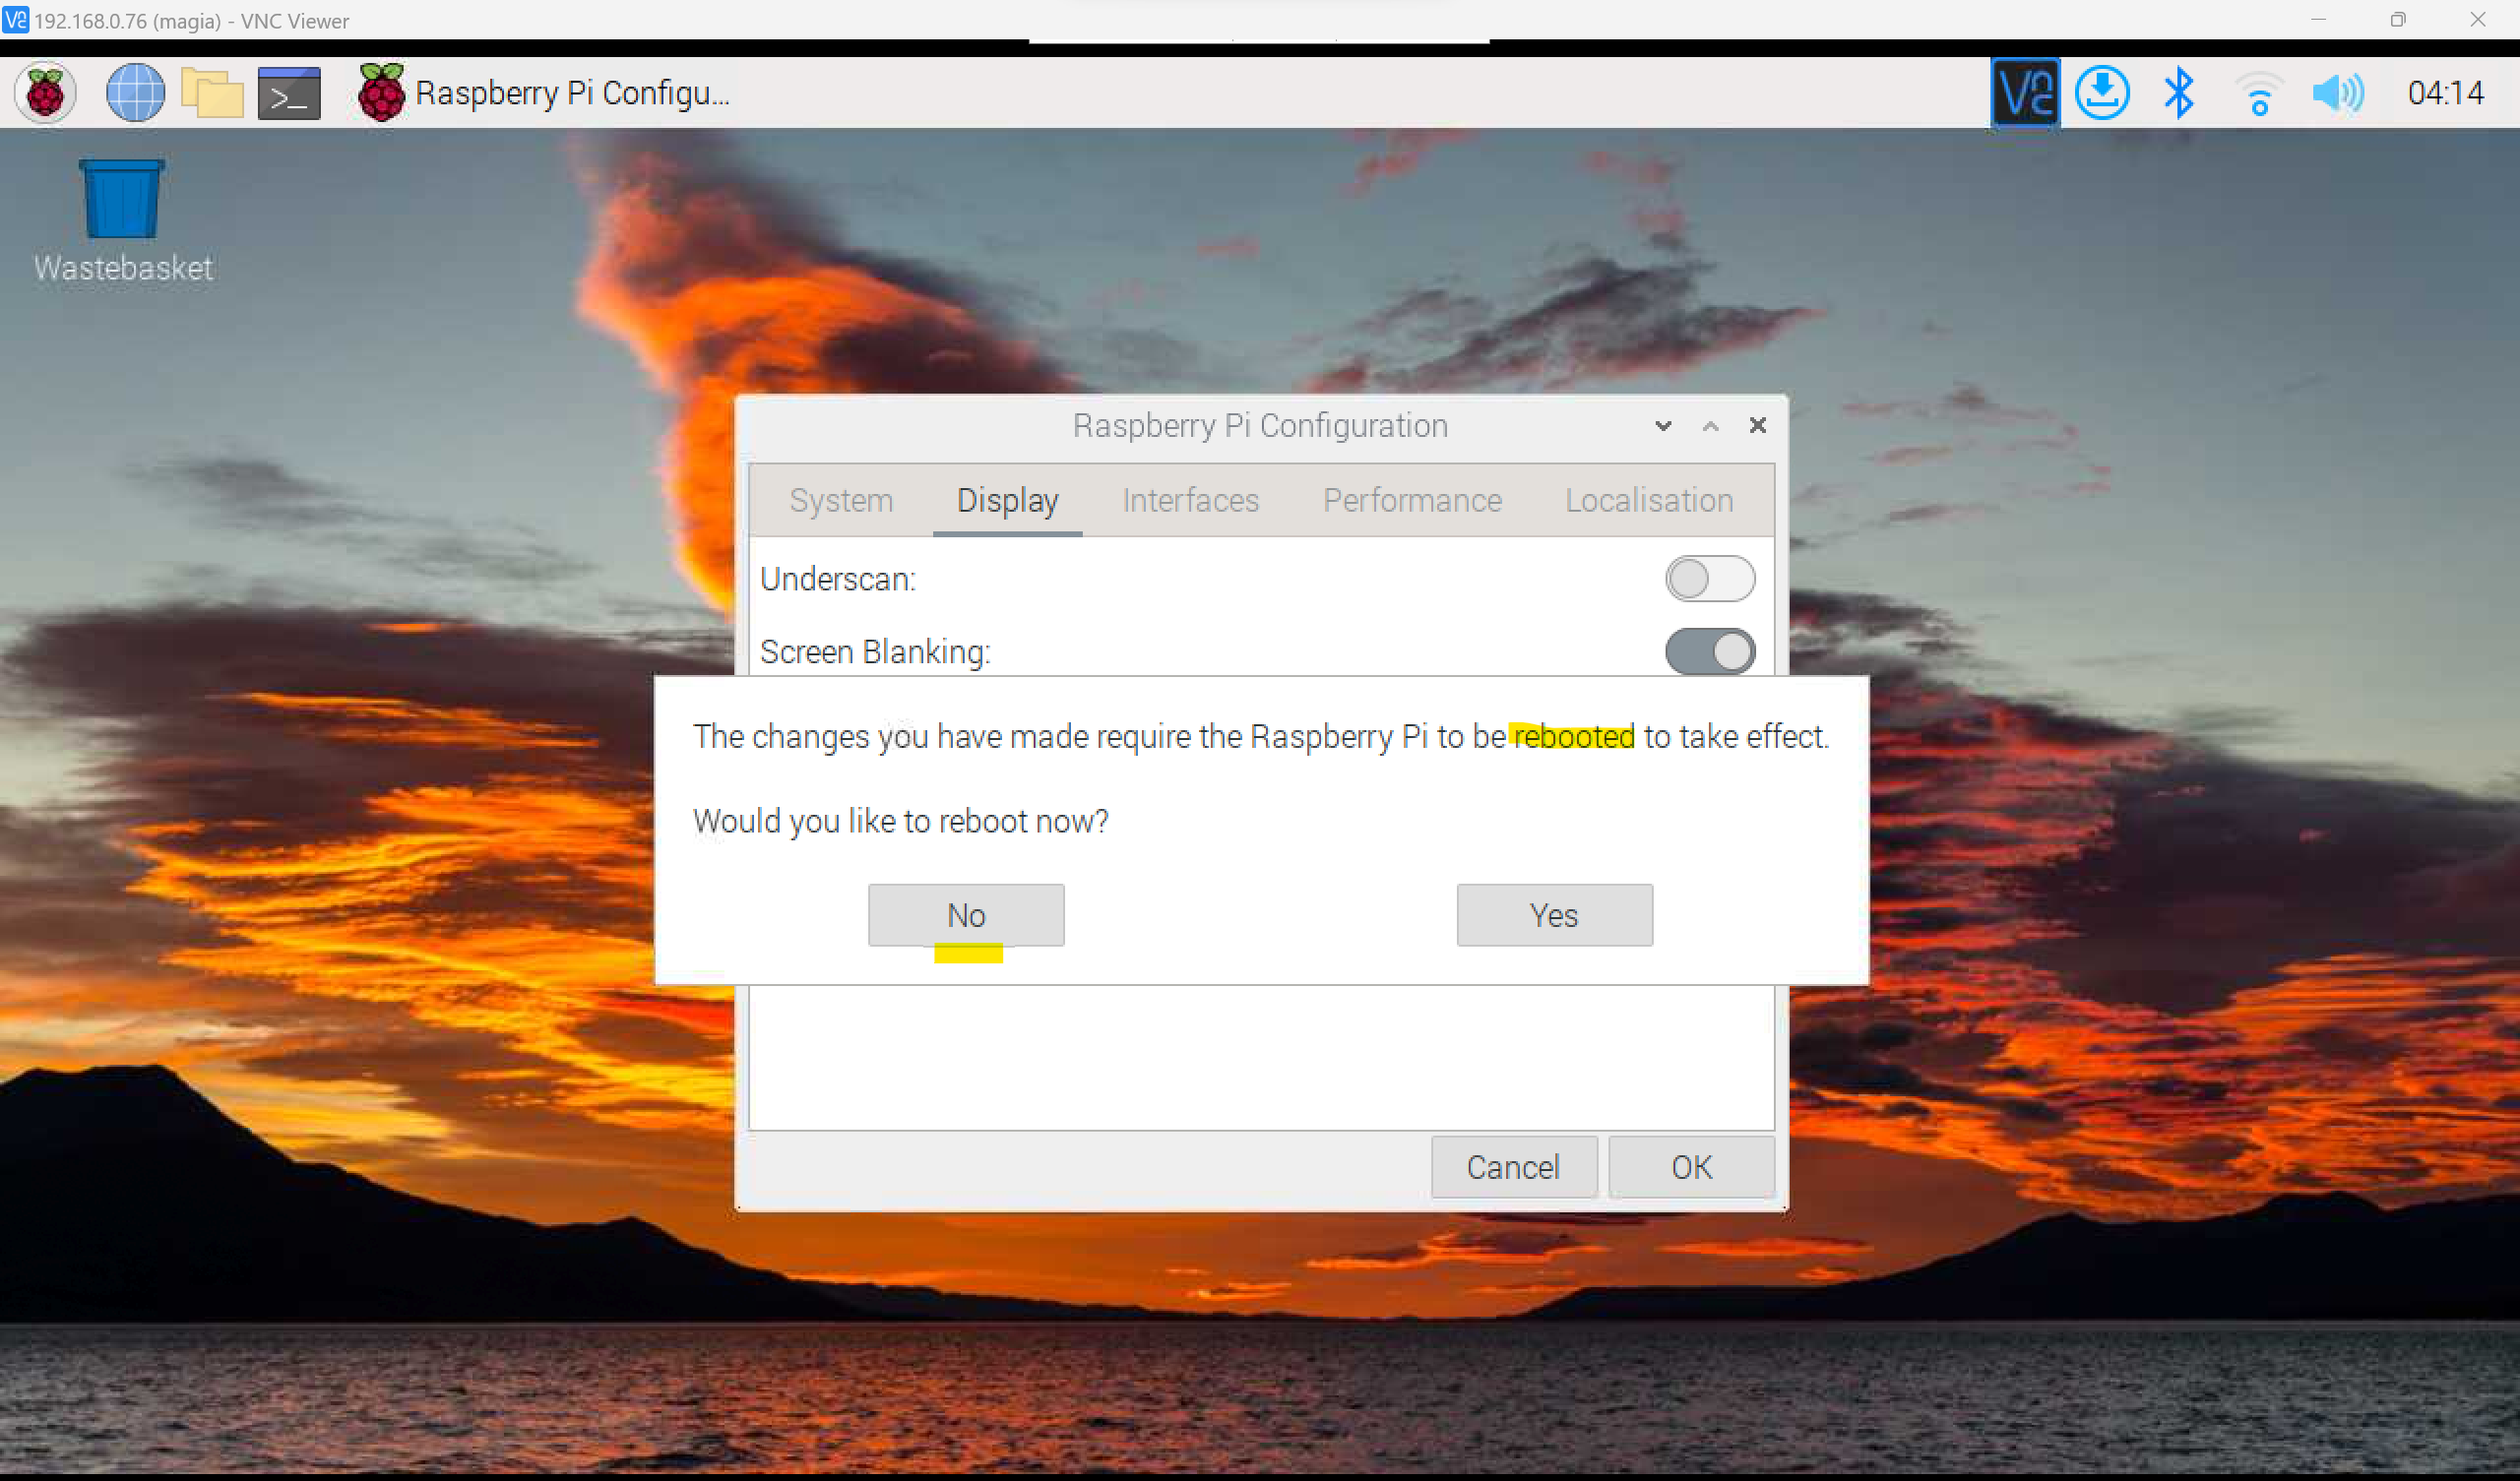 192.168.0.76 (magia) - VNC Viewer
Raspberry Pi Configu...
04:14
Wastebasket
Raspberry Pi Configuration
System Display Interfaces Performance Localisation
Underscan:
Screen Blanking:
The changes you have made require the Raspberry Pi to be rebooted to take effect.
Would you like to reboot now?
No Yes
Cancel OK